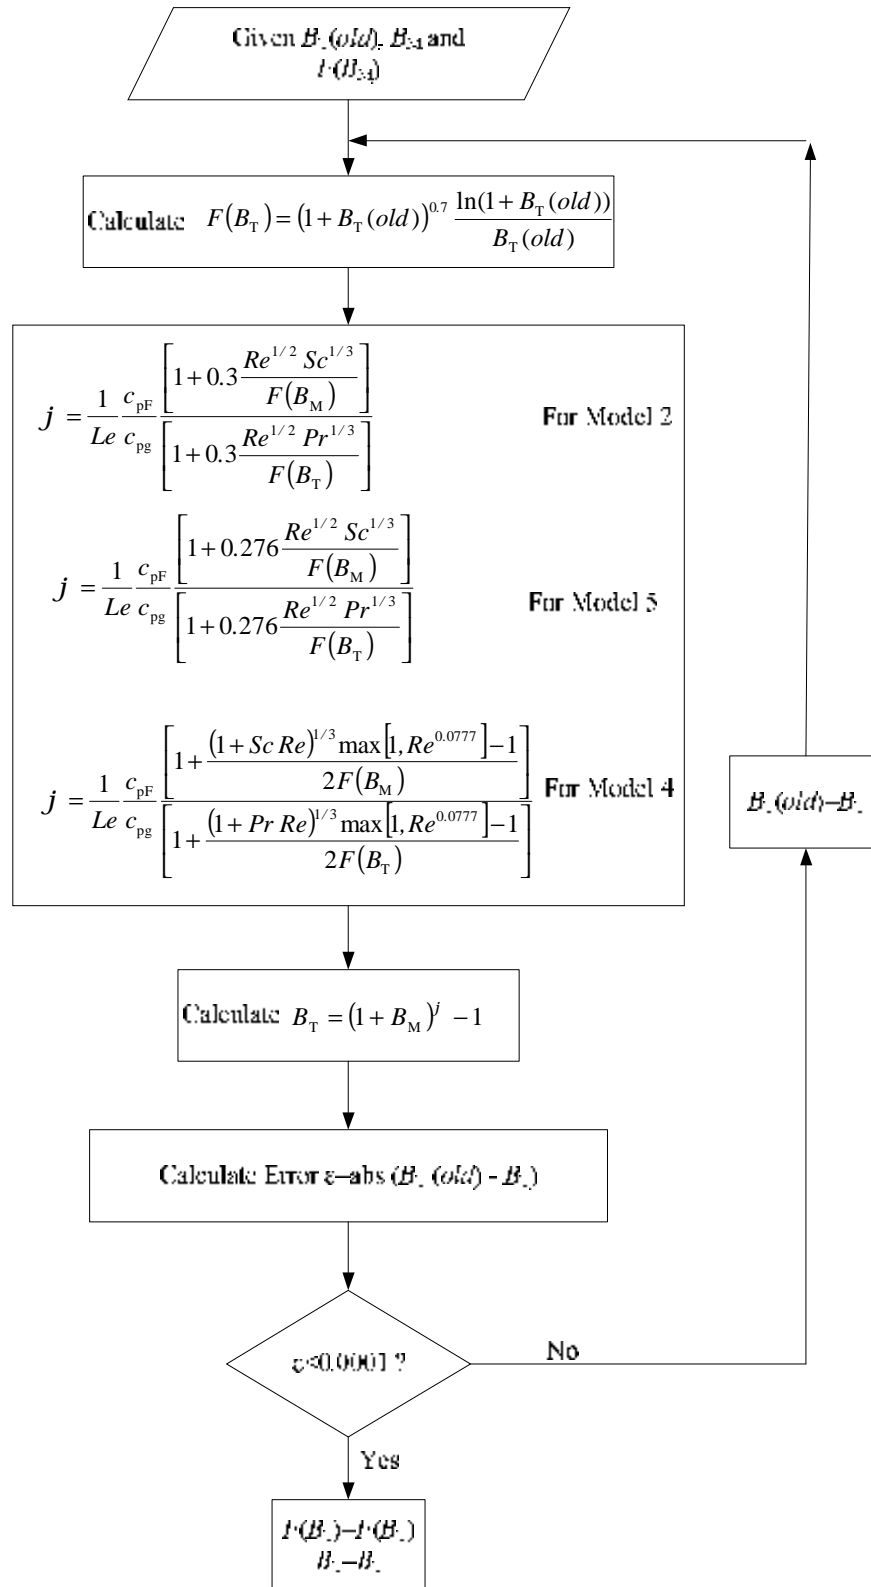 Given B_T(old), B_M and
F(B_M)
Calculate F(B_T) = (1 + B_T(old))^0.7 ln(1 + B_T(old)) / B_T(old)
j = 1/Le c_pF/c_pg [1 + 0.3 Re^1/2 Sc^1/3 / F(B_M)] / [1 + 0.3 Re^1/2 Pr^1/3 / F(B_T)] For Model 2
j = 1/Le c_pF/c_pg [1 + 0.276 Re^1/2 Sc^1/3 / F(B_M)] / [1 + 0.276 Re^1/2 Pr^1/3 / F(B_T)] For Model 5
j = 1/Le c_pF/c_pg [1 + (1 + Sc Re)^1/3 max[1, Re^0.0777] − 1 / 2F(B_M)] / [1 + (1 + Pr Re)^1/3 max[1, Re^0.0777] − 1 / 2F(B_T)] For Model 4
B_T(old)=B_T
Calculate B_T = (1 + B_M)^j − 1
Calculate Error ε=abs (B_T (old) - B_T)
ε<0.0001 ?
No
Yes
F(B_T)=F(B_T)
B_T=B_T